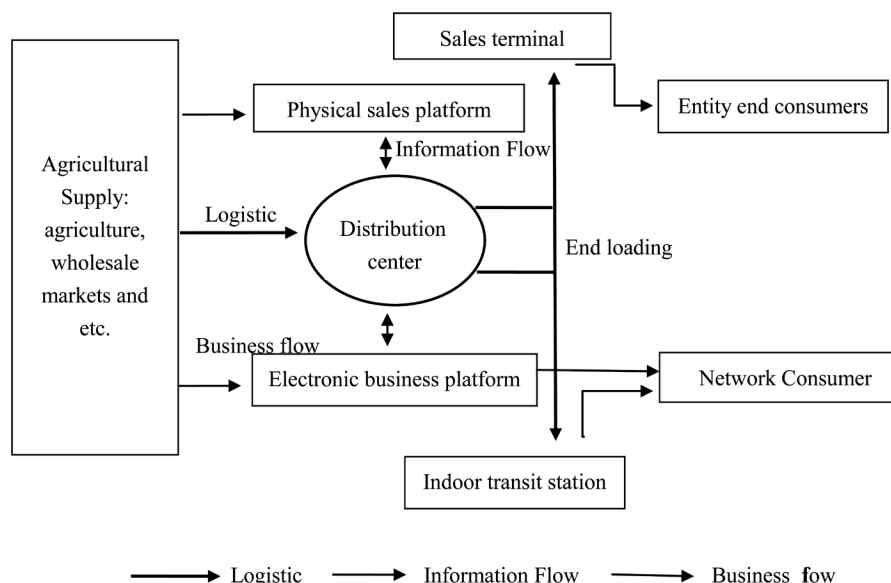 Sales terminal
Entity end consumers
Physical sales platform
Information Flow
Agricultural
Supply:
agriculture,
wholesale
markets and
etc.
Logistic
Distribution
center
End loading
Business flow
Electronic business platform
Network Consumer
Indoor transit station
Logistic
Information Flow
Business fow